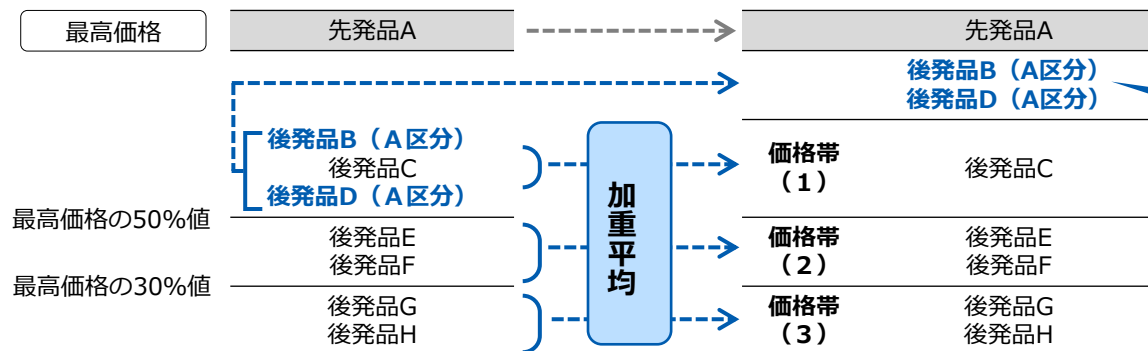 最高価格
先発品A
先発品A
後発品B（A区分）
後発品D（A区分）
後発品B（A区分）
後発品C
後発品D（A区分）
加重平均
価格帯
（1）
後発品C
最高価格の50%値
後発品E
後発品F
価格帯
（2）
後発品E
後発品F
最高価格の30%値
後発品G
後発品H
価格帯
（3）
後発品G
後発品H